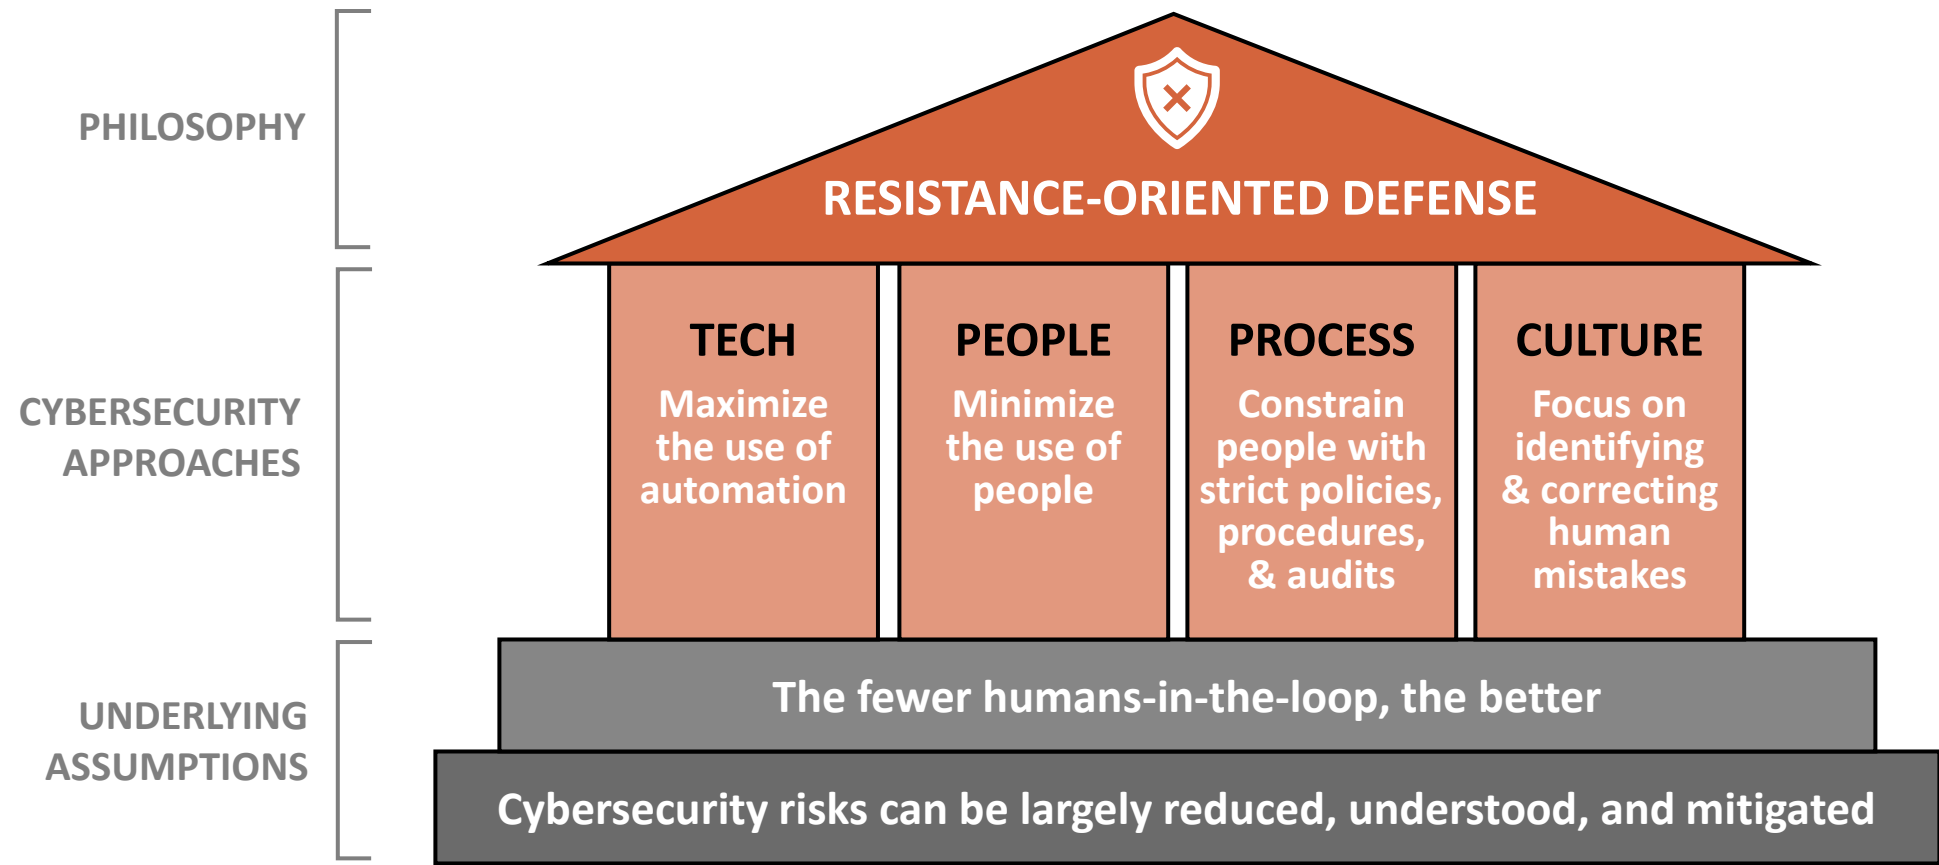 PHILOSOPHY
RESISTANCE-ORIENTED DEFENSE
CYBERSECURITY
APPROACHES
TECH
Maximize
the use of
automation
PEOPLE
Minimize
the use of
people
PROCESS
Constrain
people with
strict policies,
procedures,
& audits
CULTURE
Focus on
identifying
& correcting
human
mistakes
UNDERLYING
ASSUMPTIONS
The fewer humans-in-the-loop, the better
Cybersecurity risks can be largely reduced, understood, and mitigated